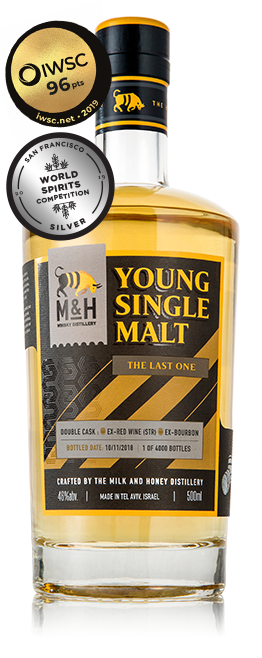 IWSC
96 pts
iwsc.net • 2019
THE
SAN FRANCISCO
20 19
WORLD
SPIRITS
COMPETITION
SILVER
M&H
WHISKY DISTILLERY
YOUNG
SINGLE
MALT
THE LAST ONE
DOUBLE CASK : EX-RED WINE (STR) EX-BOURBON
BOTTLED DATE: 10/11/2018 | 1 OF 4000 BOTTLES
CRAFTED BY THE MILK AND HONEY DISTILLERY
46%abv. | MADE IN TEL AVIV, ISRAEL | 500ml